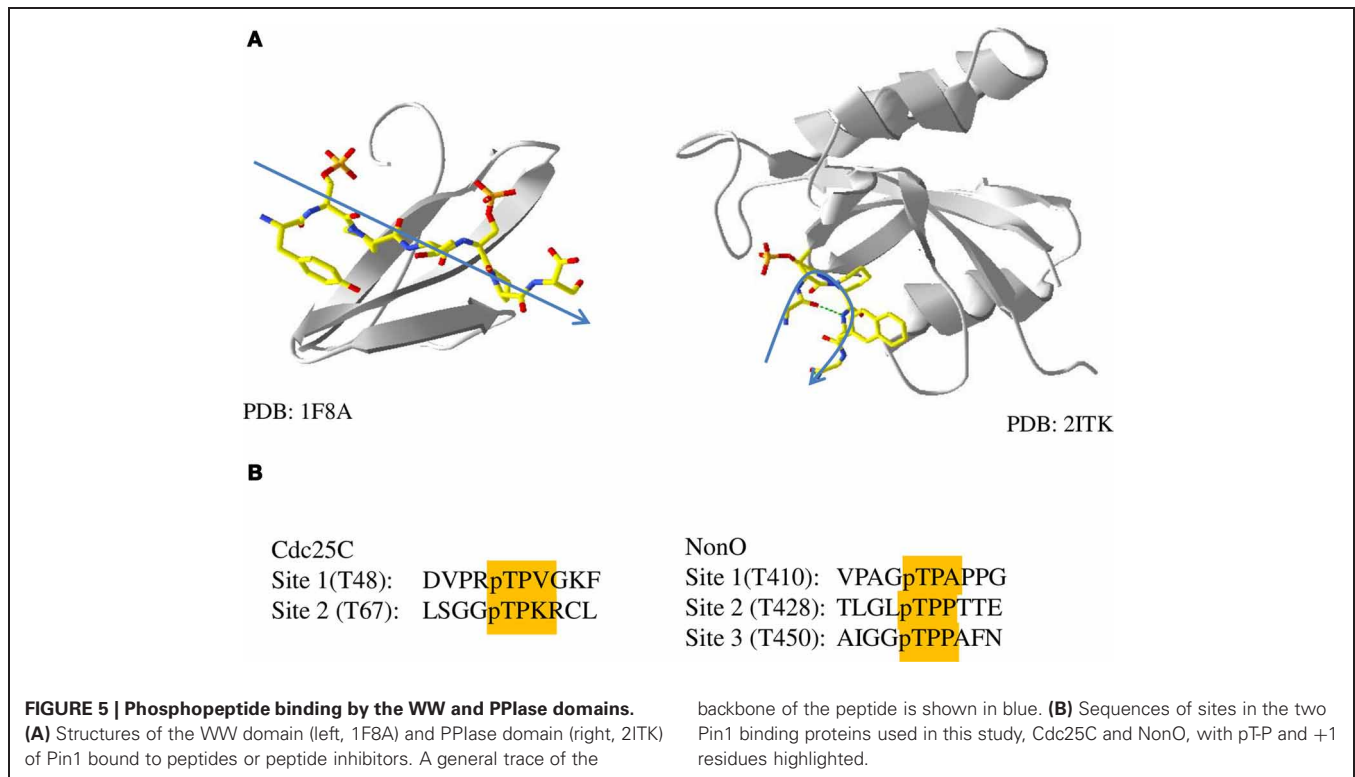 A
PDB: 1F8A
PDB: 2ITK
B
Cdc25C
Site 1(T48): DVPRpTPVGKF
Site 2 (T67): LSGGpTPKRCL
NonO
Site 1(T410): VPAGpTPAPPG
Site 2 (T428): TLGLpTPPTTE
Site 3 (T450): AIGGpTPPAFN
FIGURE 5 | Phosphopeptide binding by the WW and PPIase domains.
(A) Structures of the WW domain (left, 1F8A) and PPIase domain (right, 2ITK)
of Pin1 bound to peptides or peptide inhibitors. A general trace of the
backbone of the peptide is shown in blue. (B) Sequences of sites in the two
Pin1 binding proteins used in this study, Cdc25C and NonO, with pT-P and +1
residues highlighted.